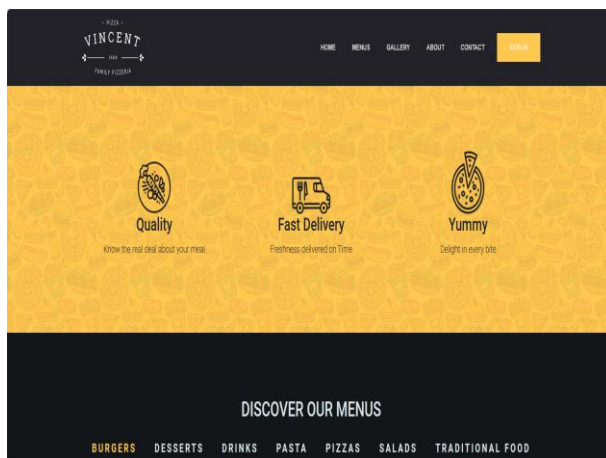 - PIZZA -
VINCENT
FAMILY PIZZERIA
HOME MENUS GALLERY ABOUT CONTACT SIGN IN
Quality Fast Delivery Yummy
Know the real deal about your meal Freshness delivered on Time Delight in every bite
DISCOVER OUR MENUS
BURGERS DESSERTS DRINKS PASTA PIZZAS SALADS TRADITIONAL FOOD